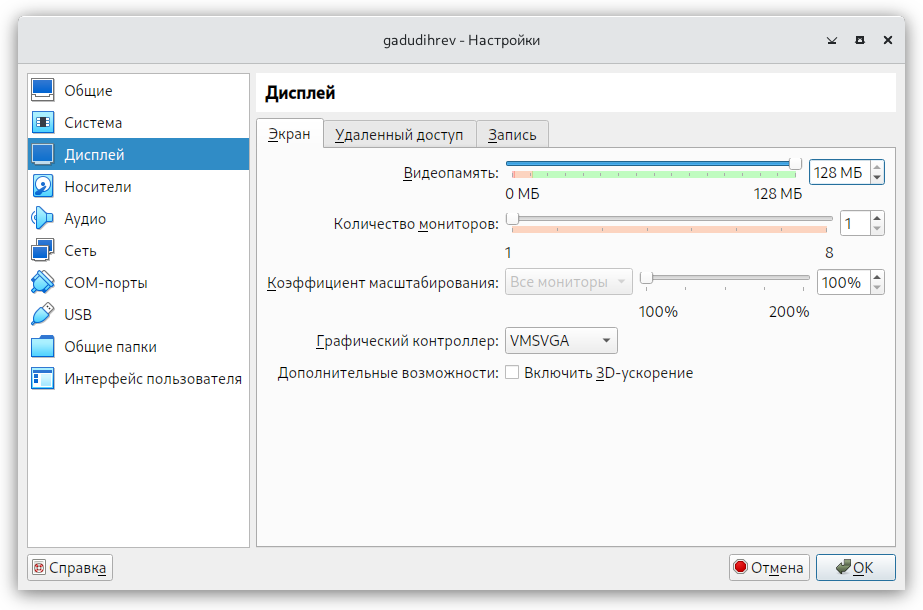 gadudihrev - Настройки
Общие
Система
Дисплей
Носители
Аудио
Сеть
COM-порты
USB
Общие папки
Интерфейс пользователя
Дисплей
Экран Удаленный доступ Запись
Видеопамять: 128 МБ
0 МБ 128 МБ
Количество мониторов: 1
1 8
Коэффициент масштабирования: Все мониторы 100%
100% 200%
Графический контроллер: VMSVGA
Дополнительные возможности: Включить 3D-ускорение
Справка Отмена OK